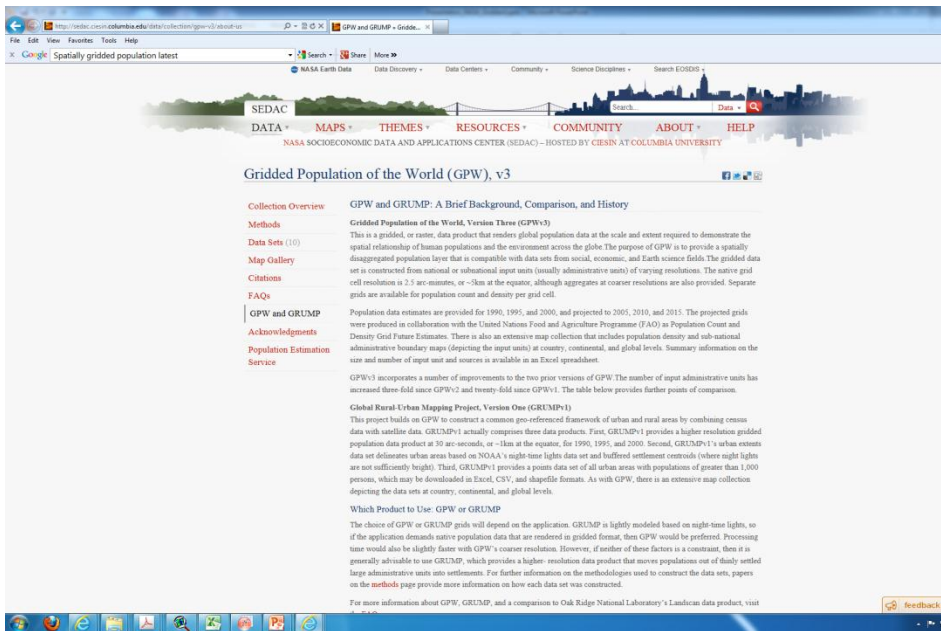 http://sedac.ciesin.columbia.edu/data/collection/gpw-v3/about-us
GPW and GRUMP » Gridde...
File Edit View Favorites Tools Help
Google Spatially gridded population latest Search Share More »
NASA Earth Data Data Discovery Data Centers Community Science Disciplines Search EOSDIS
SEDAC Search... Data
DATA MAPS THEMES RESOURCES COMMUNITY ABOUT HELP
NASA SOCIOECONOMIC DATA AND APPLICATIONS CENTER (SEDAC) – HOSTED BY CIESIN AT COLUMBIA UNIVERSITY
Gridded Population of the World (GPW), v3
Collection Overview
Methods
Data Sets (10)
Map Gallery
Citations
FAQs
GPW and GRUMP
Acknowledgments
Population Estimation
Service
GPW and GRUMP: A Brief Background, Comparison, and History
Gridded Population of the World, Version Three (GPWv3)
This is a gridded, or raster, data product that renders global population data at the scale and extent required to demonstrate the
spatial relationship of human populations and the environment across the globe.The purpose of GPW is to provide a spatially
disaggregated population layer that is compatible with data sets from social, economic, and Earth science fields.The gridded data
set is constructed from national or subnational input units (usually administrative units) of varying resolutions. The native grid
cell resolution is 2.5 arc-minutes, or ~5km at the equator, although aggregates at coarser resolutions are also provided. Separate
grids are available for population count and density per grid cell.
Population data estimates are provided for 1990, 1995, and 2000, and projected to 2005, 2010, and 2015. The projected grids
were produced in collaboration with the United Nations Food and Agriculture Programme (FAO) as Population Count and
Density Grid Future Estimates. There is also an extensive map collection that includes population density and sub-national
administrative boundary maps (depicting the input units) at country, continental, and global levels. Summary information on the
size and number of input unit and sources is available in an Excel spreadsheet.
GPWv3 incorporates a number of improvements to the two prior versions of GPW.The number of input administrative units has
increased three-fold since GPWv2 and twenty-fold since GPWv1. The table below provides further points of comparison.
Global Rural-Urban Mapping Project, Version One (GRUMPv1)
This project builds on GPW to construct a common geo-referenced framework of urban and rural areas by combining census
data with satellite data. GRUMPv1 actually comprises three data products. First, GRUMPv1 provides a higher resolution gridded
population data product at 30 arc-seconds, or ~1km at the equator, for 1990, 1995, and 2000. Second, GRUMPv1's urban extents
data set delineates urban areas based on NOAA's night-time lights data set and buffered settlement centroids (where night lights
are not sufficiently bright). Third, GRUMPv1 provides a points data set of all urban areas with populations of greater than 1,000
persons, which may be downloaded in Excel, CSV, and shapefile formats. As with GPW, there is an extensive map collection
depicting the data sets at country, continental, and global levels.
Which Product to Use: GPW or GRUMP
The choice of GPW or GRUMP grids will depend on the application. GRUMP is lightly modeled based on night-time lights, so
if the application demands native population data that are rendered in gridded format, then GPW would be preferred. Processing
time would also be slightly faster with GPW's coarser resolution. However, if neither of these factors is a constraint, then it is
generally advisable to use GRUMP, which provides a higher- resolution data product that moves populations out of thinly settled
large administrative units into settlements. For further information on the methodologies used to construct the data sets, papers
on the methods page provide more information on how each data set was constructed.
For more information about GPW, GRUMP, and a comparison to Oak Ridge National Laboratory's Landscan data product, visit
feedback